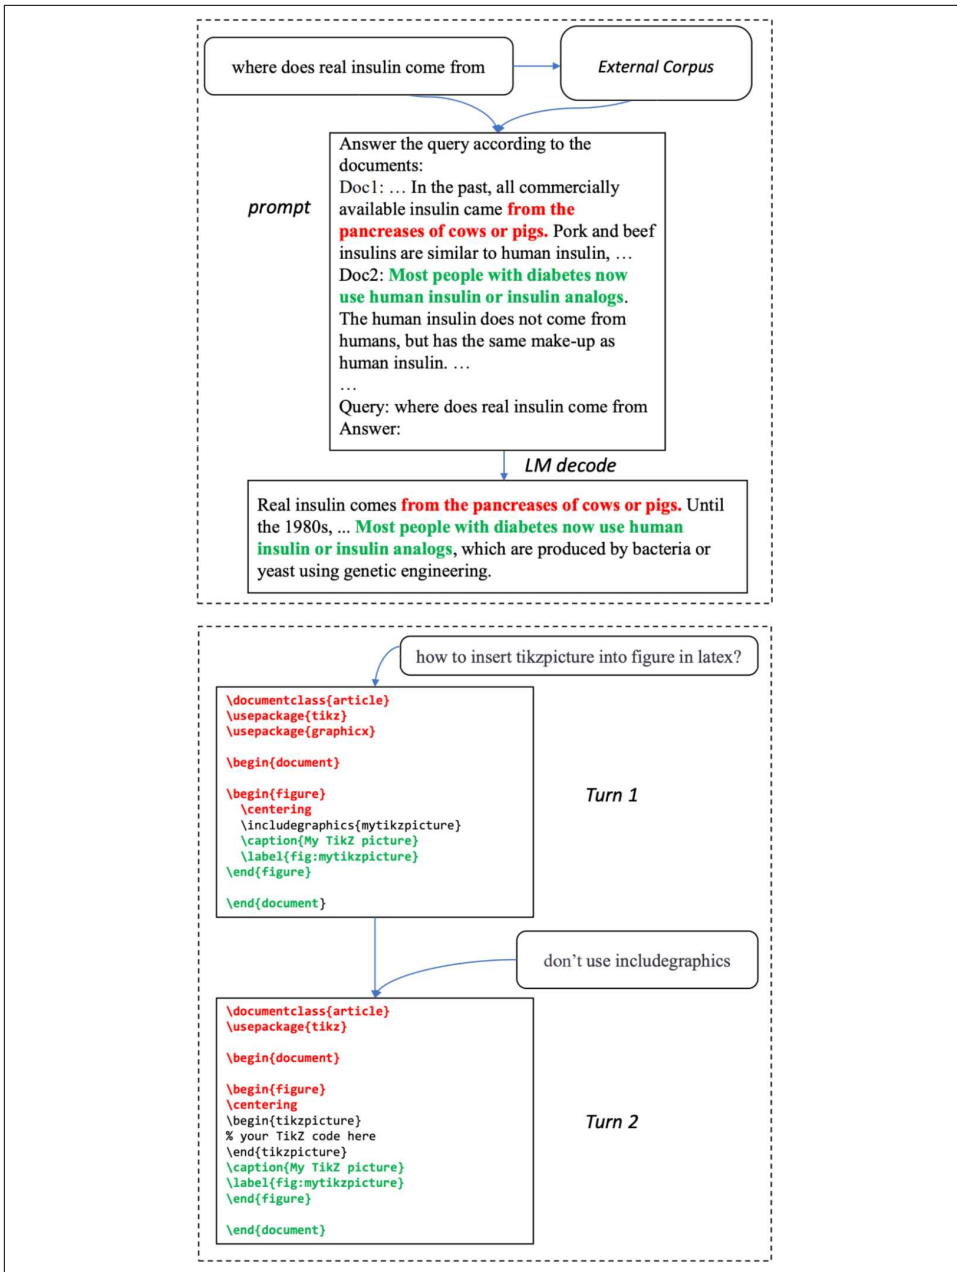 where does real insulin come from
External Corpus
prompt
Answer the query according to the
documents:
Doc1: … In the past, all commercially
available insulin came from the
pancreases of cows or pigs. Pork and beef
insulins are similar to human insulin, …
Doc2: Most people with diabetes now
use human insulin or insulin analogs.
The human insulin does not come from
humans, but has the same make-up as
human insulin. …
…
Query: where does real insulin come from
Answer:
LM decode
Real insulin comes from the pancreases of cows or pigs. Until
the 1980s, ... Most people with diabetes now use human
insulin or insulin analogs, which are produced by bacteria or
yeast using genetic engineering.
how to insert tikzpicture into figure in latex?
\documentclass{article}
\usepackage{tikz}
\usepackage{graphicx}
\begin{document}
\begin{figure}
\centering
\includegraphics{mytikzpicture}
\caption{My TikZ picture}
\label{fig:mytikzpicture}
\end{figure}
\end{document}
Turn 1
don't use includegraphics
\documentclass{article}
\usepackage{tikz}
\begin{document}
\begin{figure}
\centering
\begin{tikzpicture}
% your TikZ code here
\end{tikzpicture}
\caption{My TikZ picture}
\label{fig:mytikzpicture}
\end{figure}
\end{document}
Turn 2